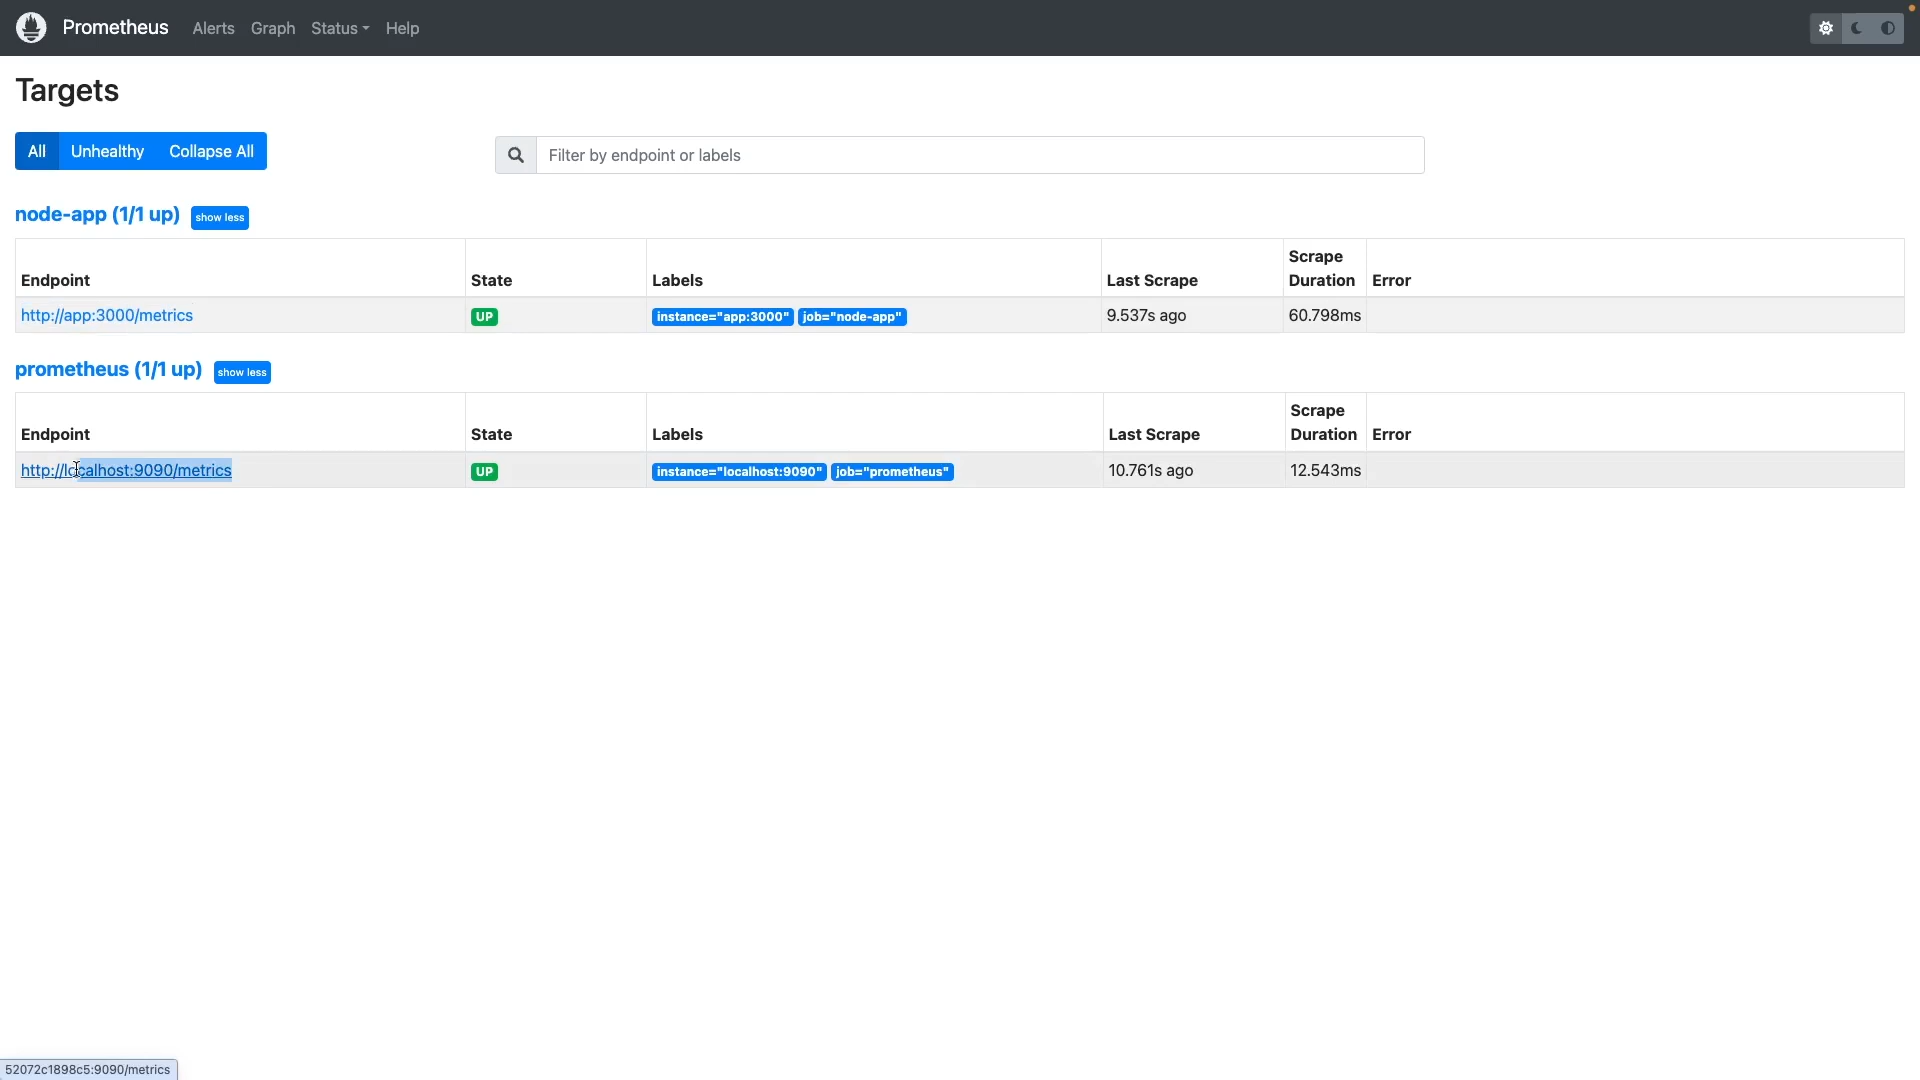 Prometheus Alerts Graph Status Help
Targets
All Unhealthy Collapse All
Filter by endpoint or labels
node-app (1/1 up) show less
Endpoint State Labels Last Scrape Scrape Duration Error
http://app:3000/metrics UP instance="app:3000" job="node-app" 9.537s ago 60.798ms
prometheus (1/1 up) show less
Endpoint State Labels Last Scrape Scrape Duration Error
http://localhost:9090/metrics UP instance="localhost:9090" job="prometheus" 10.761s ago 12.543ms
52072c1898c5:9090/metrics